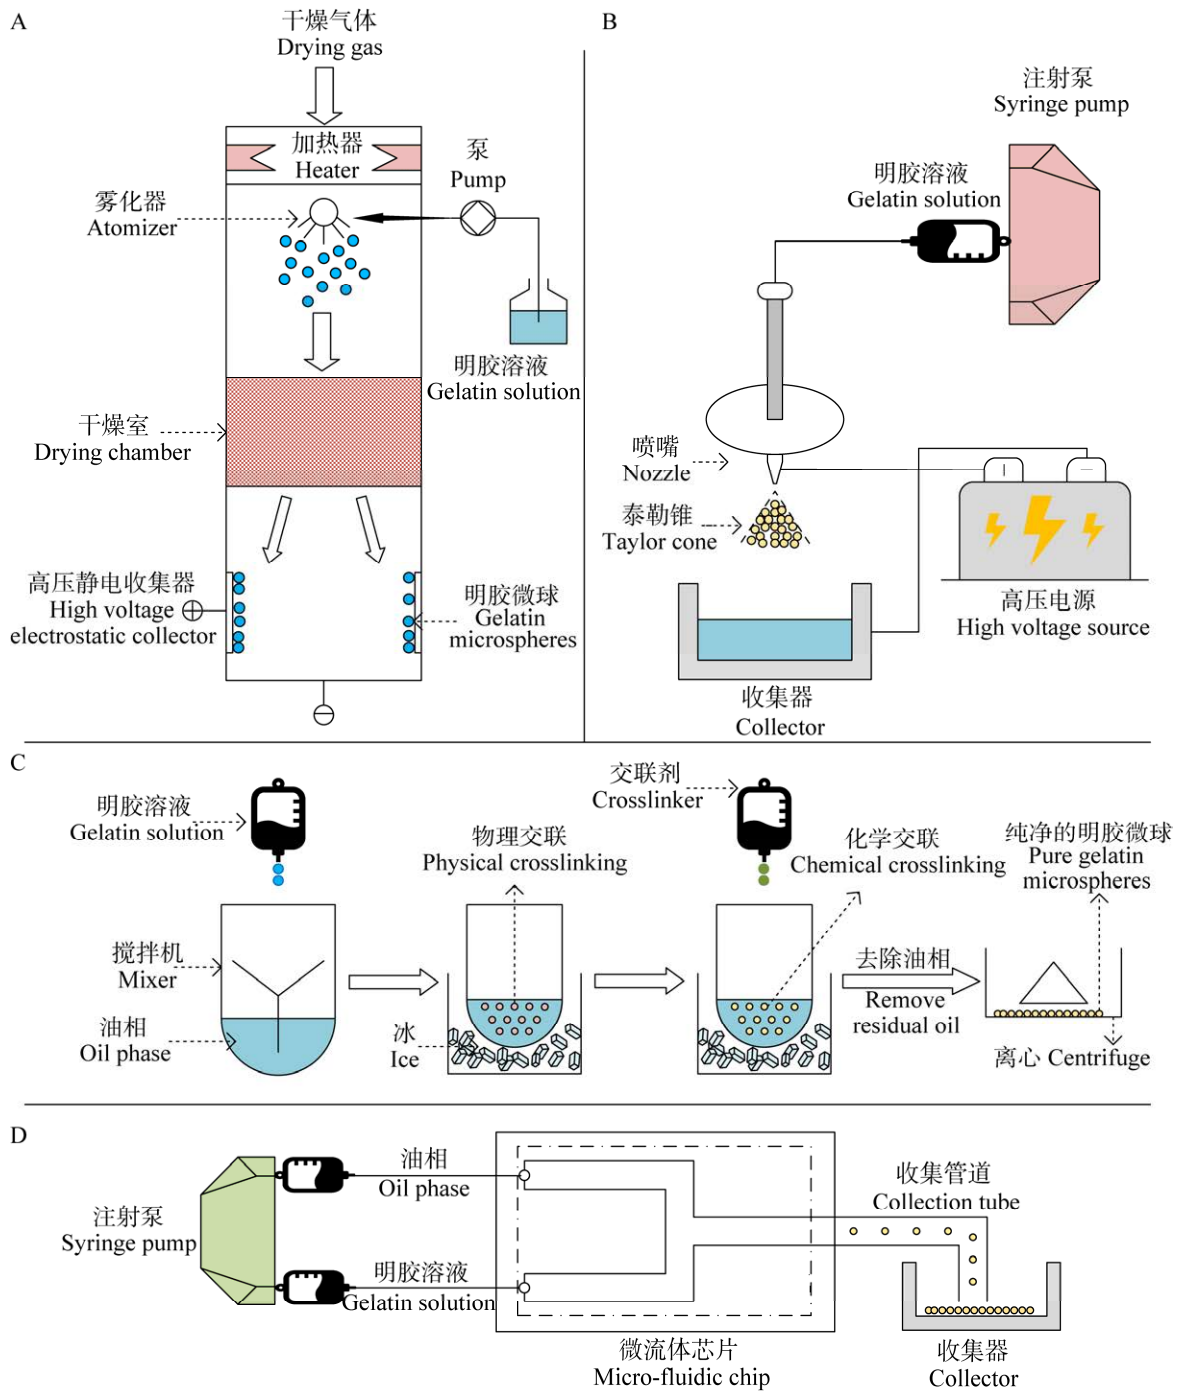 A
干燥气体
Drying gas
加热器
Heater
雾化器
Atomizer
泵
Pump
明胶溶液
Gelatin solution
干燥室
Drying chamber
高压静电收集器
High voltage
electrostatic collector
明胶微球
Gelatin
microspheres
B
注射泵
Syringe pump
明胶溶液
Gelatin solution
喷嘴
Nozzle
泰勒锥
Taylor cone
高压电源
High voltage source
收集器
Collector
C
明胶溶液
Gelatin solution
搅拌机
Mixer
油相
Oil phase
物理交联
Physical crosslinking
冰
Ice
交联剂
Crosslinker
化学交联
Chemical crosslinking
去除油相
Remove
residual oil
纯净的明胶微球
Pure gelatin
microspheres
离心 Centrifuge
D
注射泵
Syringe pump
油相
Oil phase
明胶溶液
Gelatin solution
微流体芯片
Micro-fluidic chip
收集管道
Collection tube
收集器
Collector